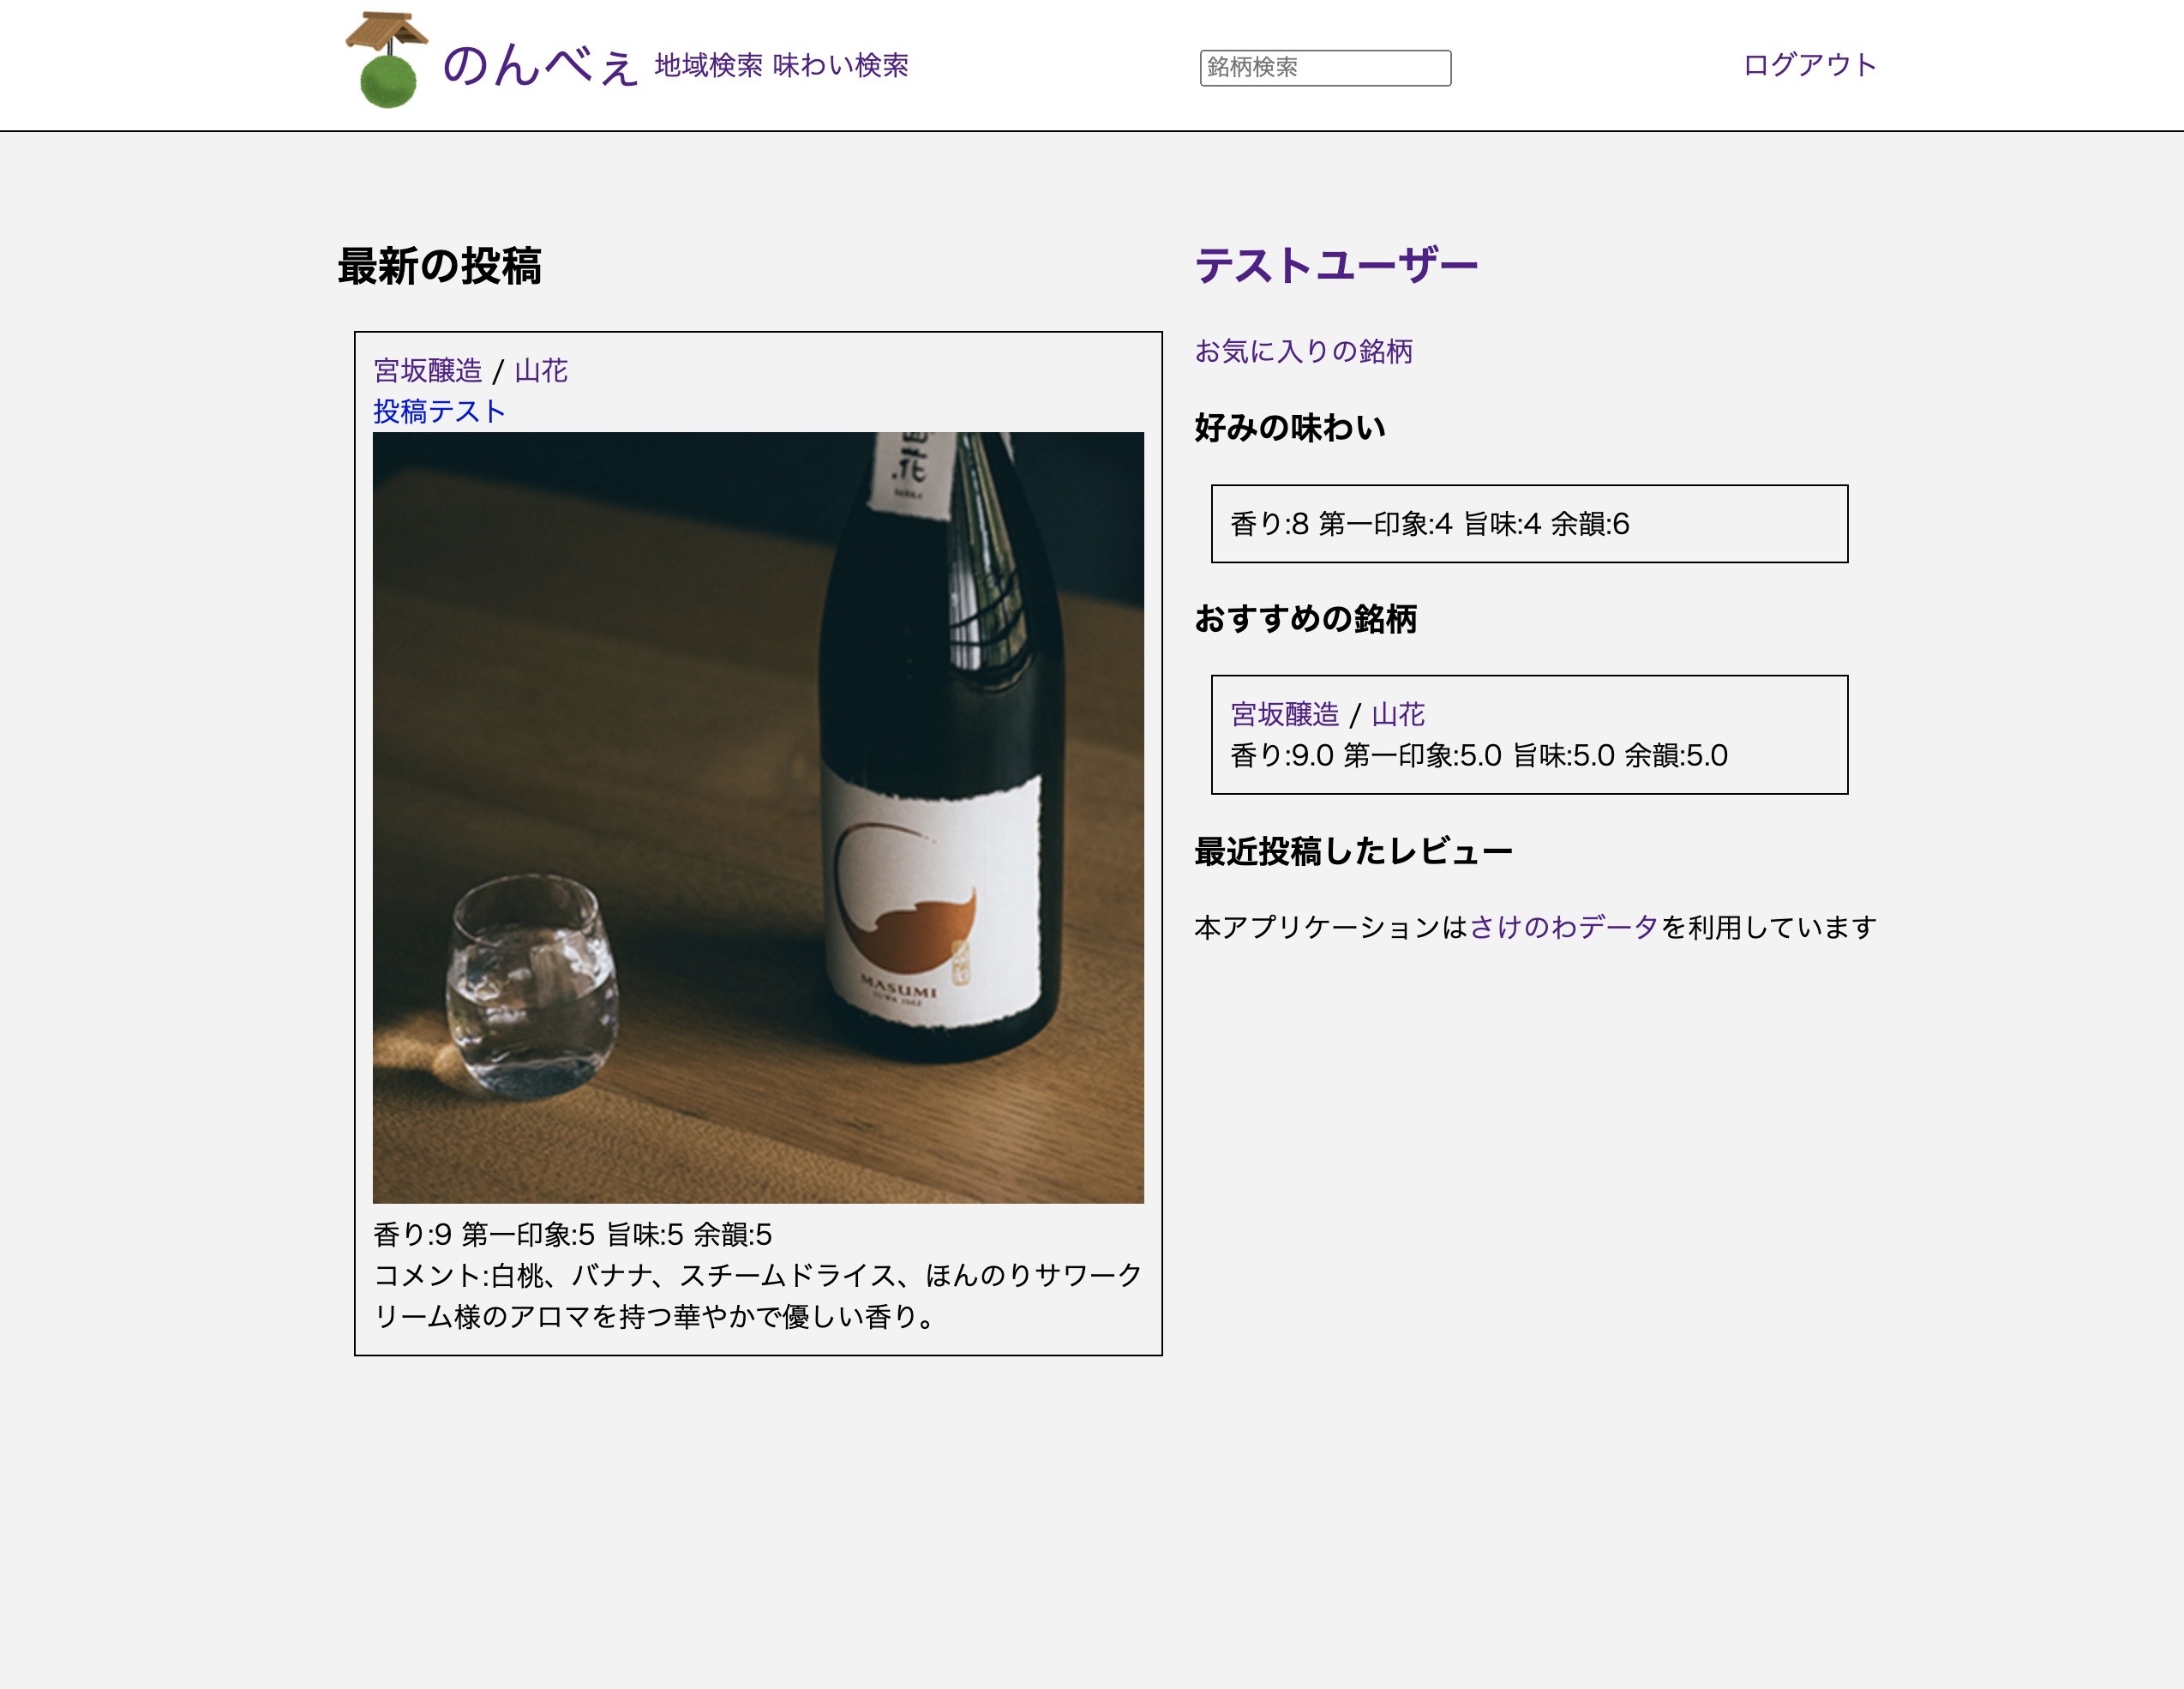 のんべぇ 地域検索 味わい検索 銘柄検索 ログアウト
最新の投稿
宮坂醸造 / 山花
投稿テスト
花
MASUMI
香り:9 第一印象:5 旨味:5 余韻:5
コメント:白桃、バナナ、スチームドライス、ほんのりサワーク
リーム様のアロマを持つ華やかで優しい香り。
テストユーザー
お気に入りの銘柄
好みの味わい
香り:8 第一印象:4 旨味:4 余韻:6
おすすめの銘柄
宮坂醸造 / 山花
香り:9.0 第一印象:5.0 旨味:5.0 余韻:5.0
最近投稿したレビュー
本アプリケーションはさけのわデータを利用しています